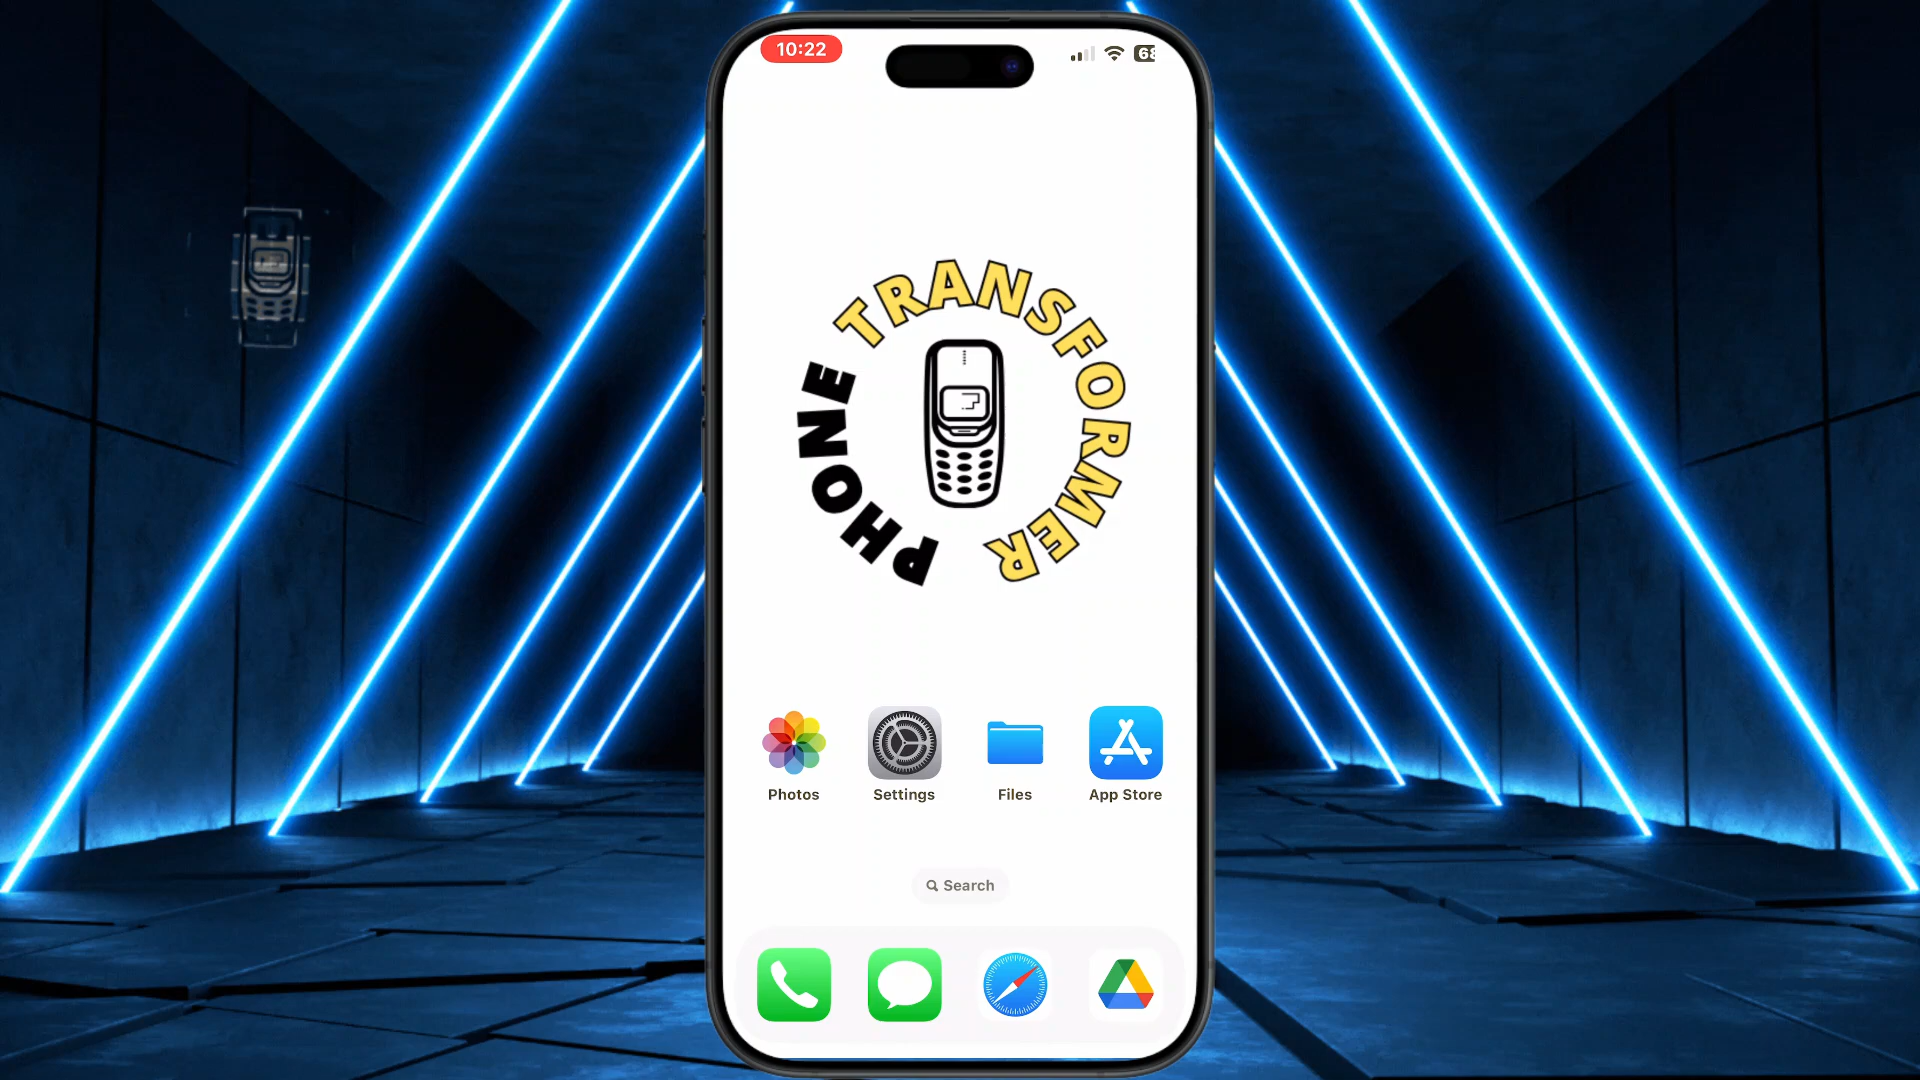 10:22
PHONE TRANSFORMER
Photos Settings Files App Store
Search